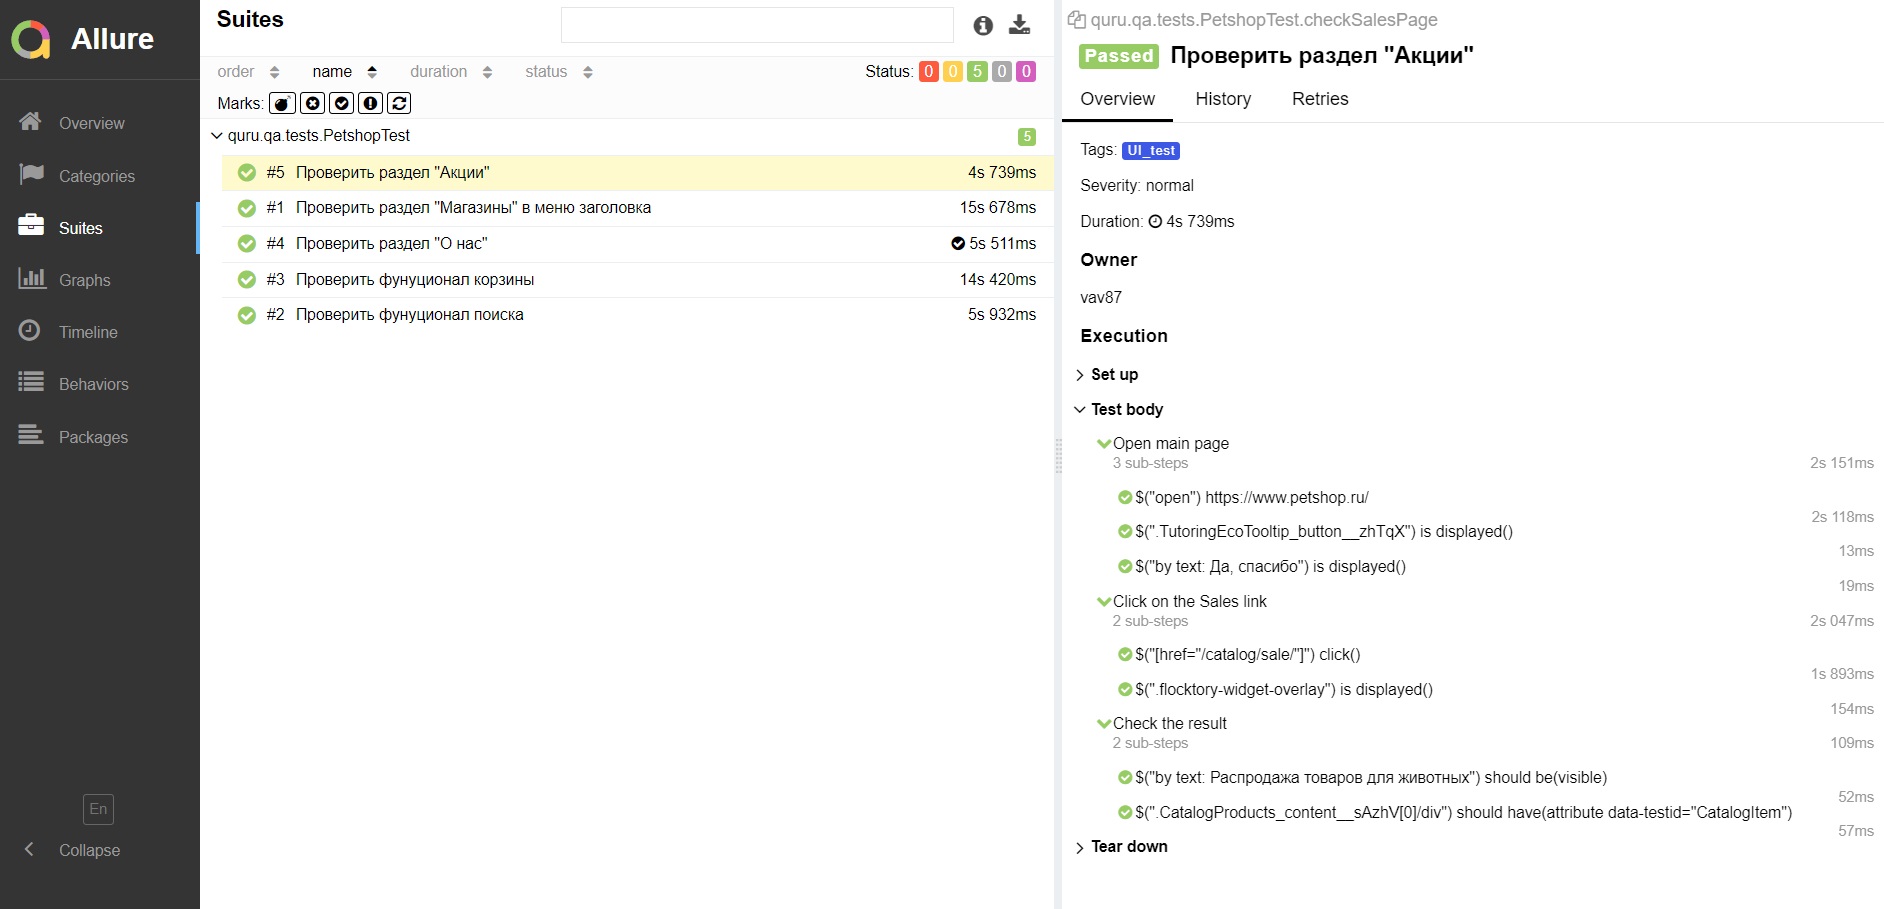 Allure
Overview
Categories
Suites
Graphs
Timeline
Behaviors
Packages
En
Collapse
Suites
order name duration status Status: 0 0 5 0 0
Marks:
quru.qa.tests.PetshopTest 5
#5 Проверить раздел "Акции" 4s 739ms
#1 Проверить раздел "Магазины" в меню заголовка 15s 678ms
#4 Проверить раздел "О нас" 5s 511ms
#3 Проверить фунуционал корзины 14s 420ms
#2 Проверить фунуционал поиска 5s 932ms
quru.qa.tests.PetshopTest.checkSalesPage
Passed Проверить раздел "Акции"
Overview History Retries
Tags: UI_test
Severity: normal
Duration: 4s 739ms
Owner
vav87
Execution
Set up
Test body
Open main page
3 sub-steps 2s 151ms
$("open") https://www.petshop.ru/
2s 118ms
$(".TutoringEcoTooltip_button__zhTqX") is displayed()
13ms
$("by text: Да, спасибо") is displayed()
19ms
Click on the Sales link
2 sub-steps 2s 047ms
$("[href="/catalog/sale/"]") click()
1s 893ms
$(".flocktory-widget-overlay") is displayed()
154ms
Check the result
2 sub-steps 109ms
$("by text: Распродажа товаров для животных") should be(visible)
52ms
$(".CatalogProducts_content__sAzhV[0]/div") should have(attribute data-testid="CatalogItem")
57ms
Tear down